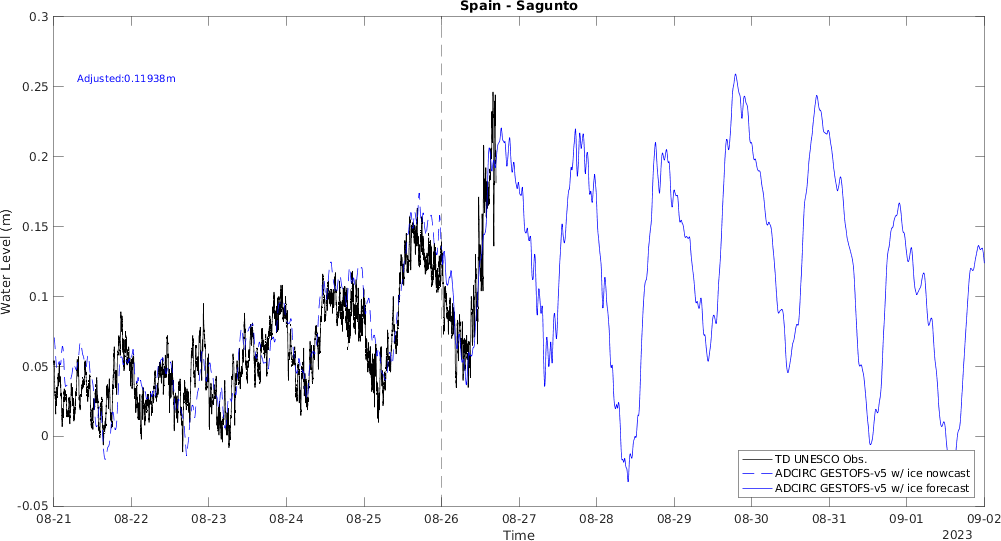 Spain - Sagunto
Adjusted:0.11938m
0.3
0.25
0.2
0.15
0.1
0.05
0
-0.05
Water Level (m)
TD UNESCO Obs.
ADCIRC GESTOFS-v5 w/ ice nowcast
ADCIRC GESTOFS-v5 w/ ice forecast
08-21 08-22 08-23 08-24 08-25 08-26 08-27 08-28 08-29 08-30 08-31 09-01 09-02
Time
2023